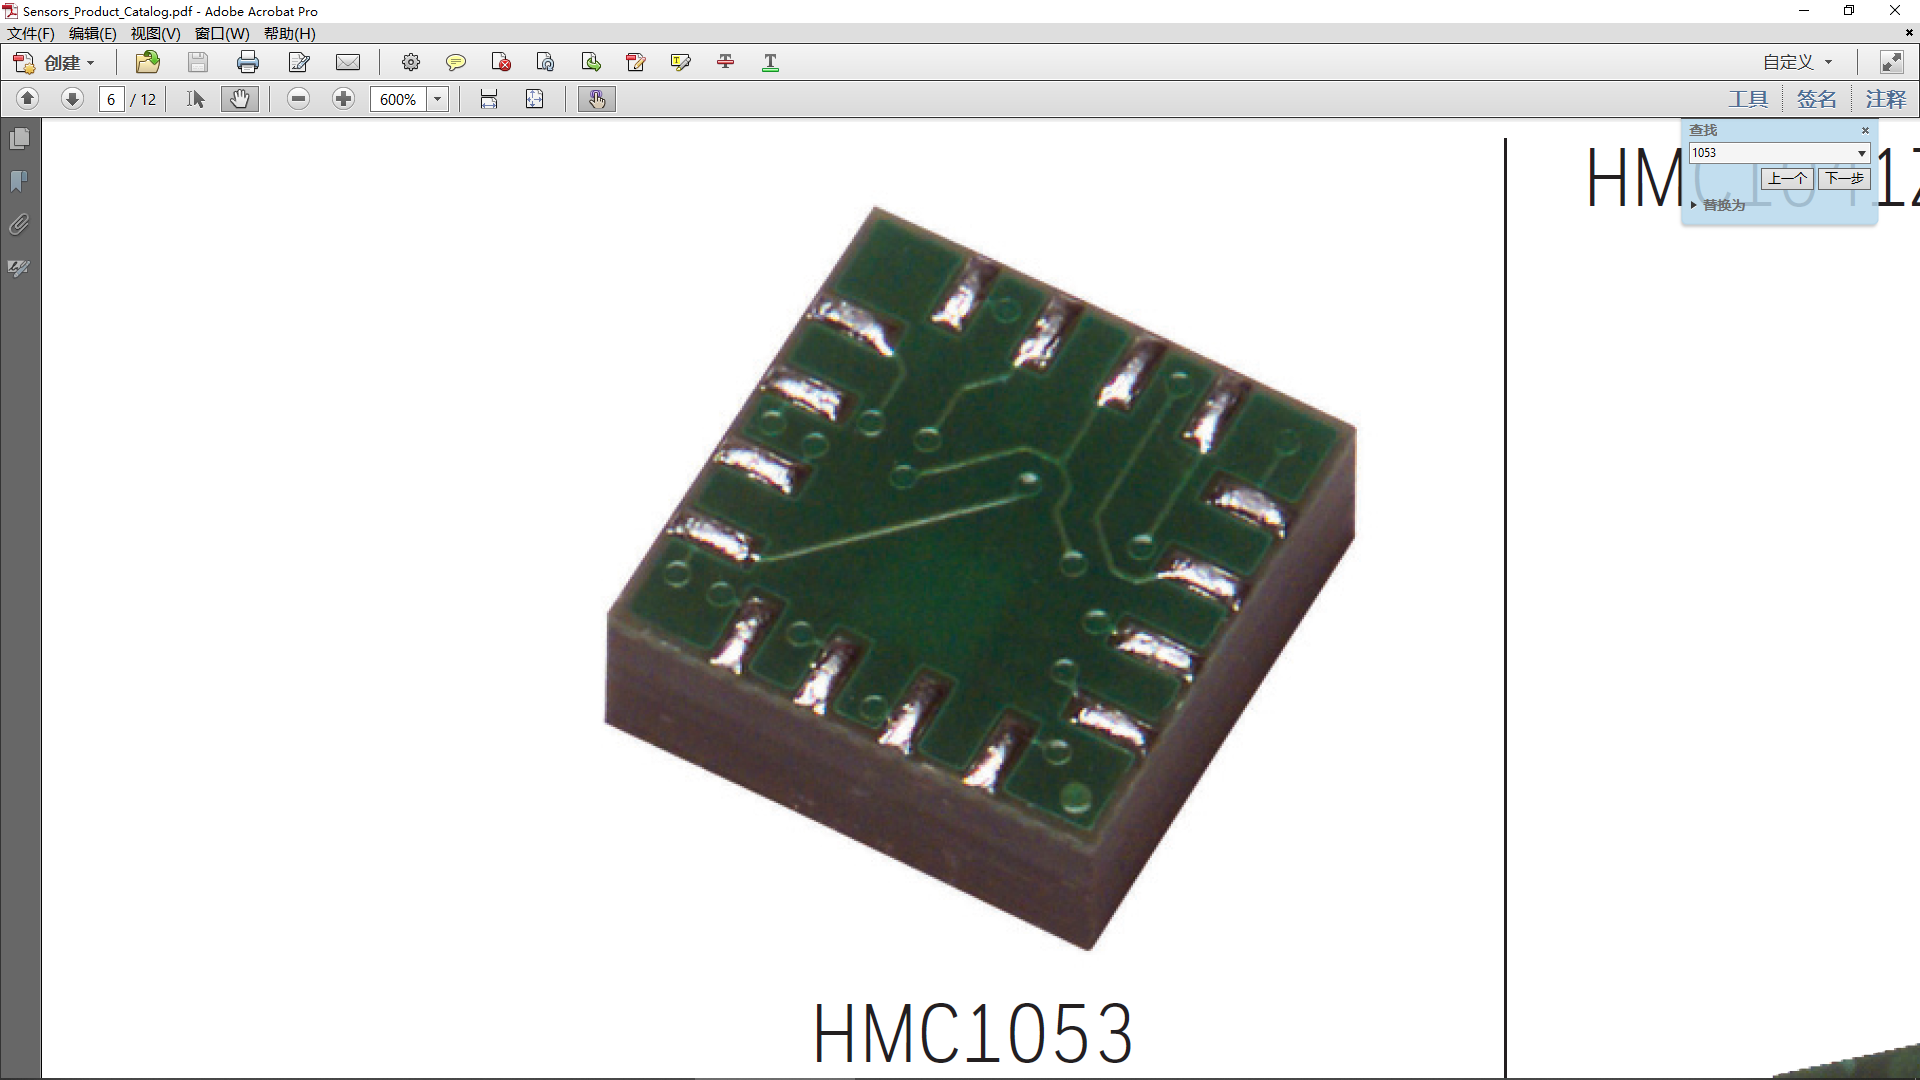 Sensors_Product_Catalog.pdf - Adobe Acrobat Pro
文件(F) 编辑(E) 视图(V) 窗口(W) 帮助(H)
创建
自定义
6 / 12
600%
工具 签名 注释
查找
1053
上一个 下一步
替换为
HMC1041Z
HMC1053